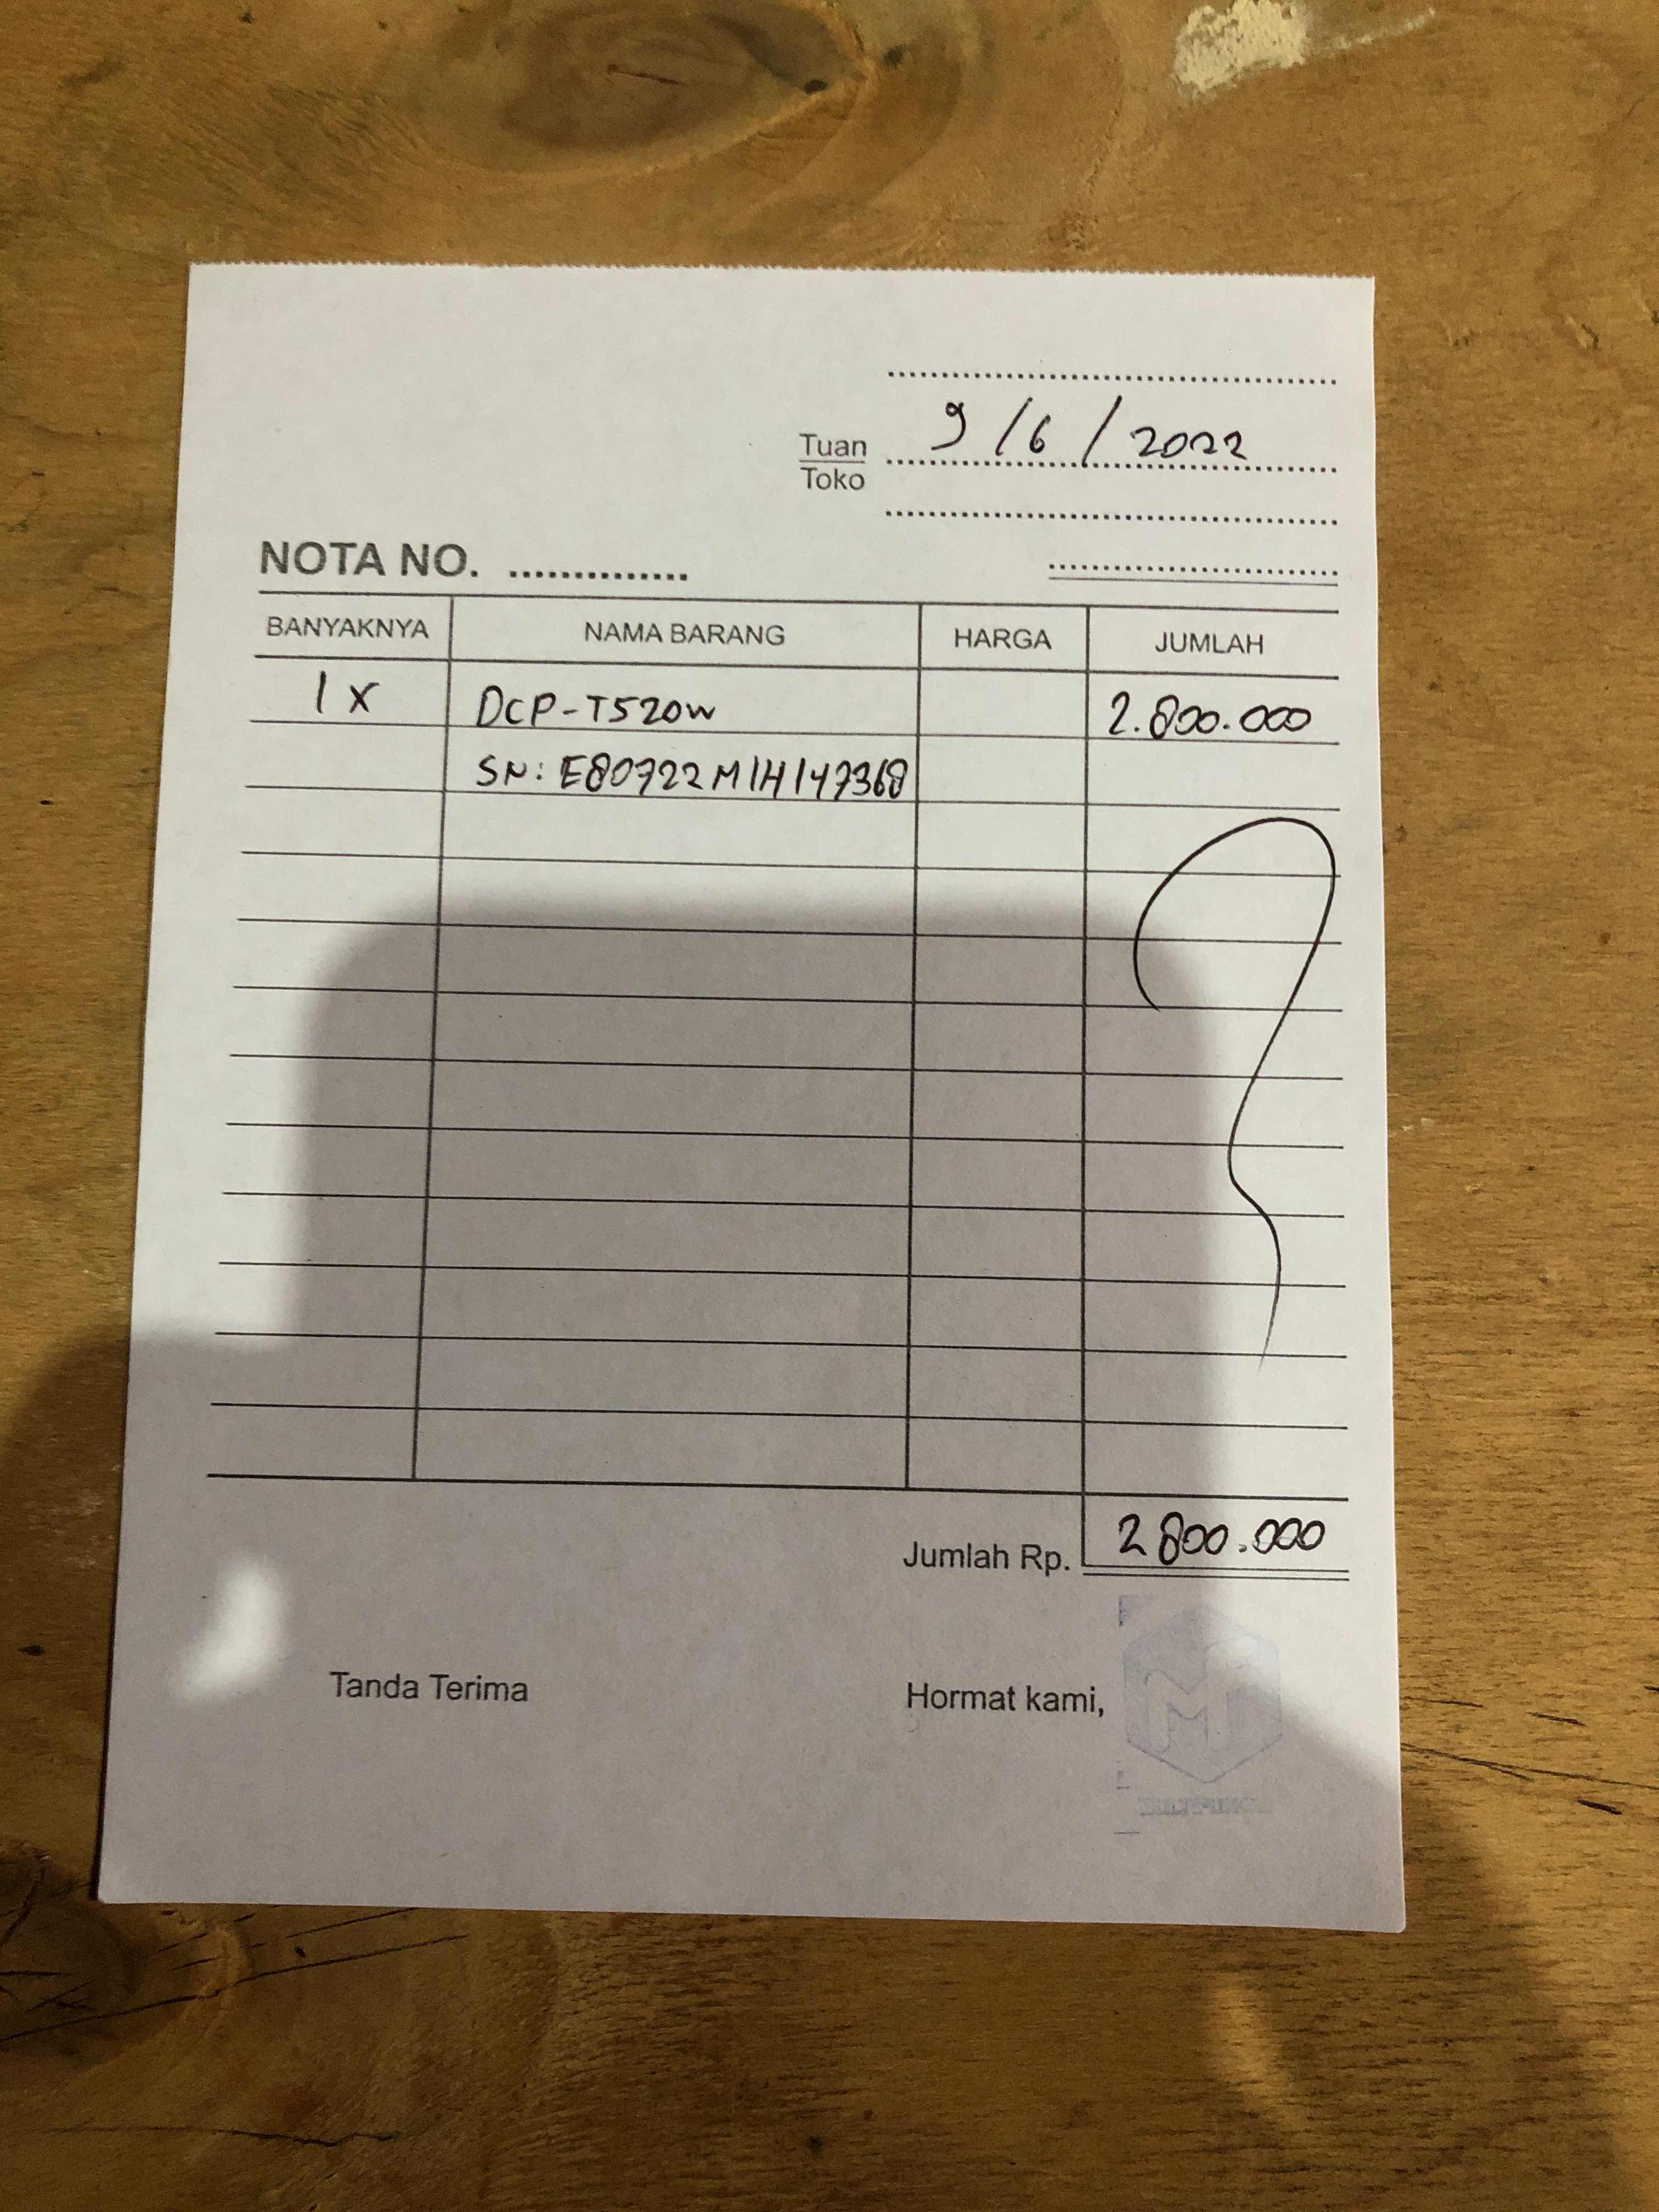 9/6/2022
Tuan
Toko
NOTA NO. ..............
BANYAKNYA NAMA BARANG HARGA JUMLAH
1 X DCP-T520W 2.800.000
SN: E80722M1H147368
Jumlah Rp. 2 800.000
Tanda Terima Hormat kami,
M